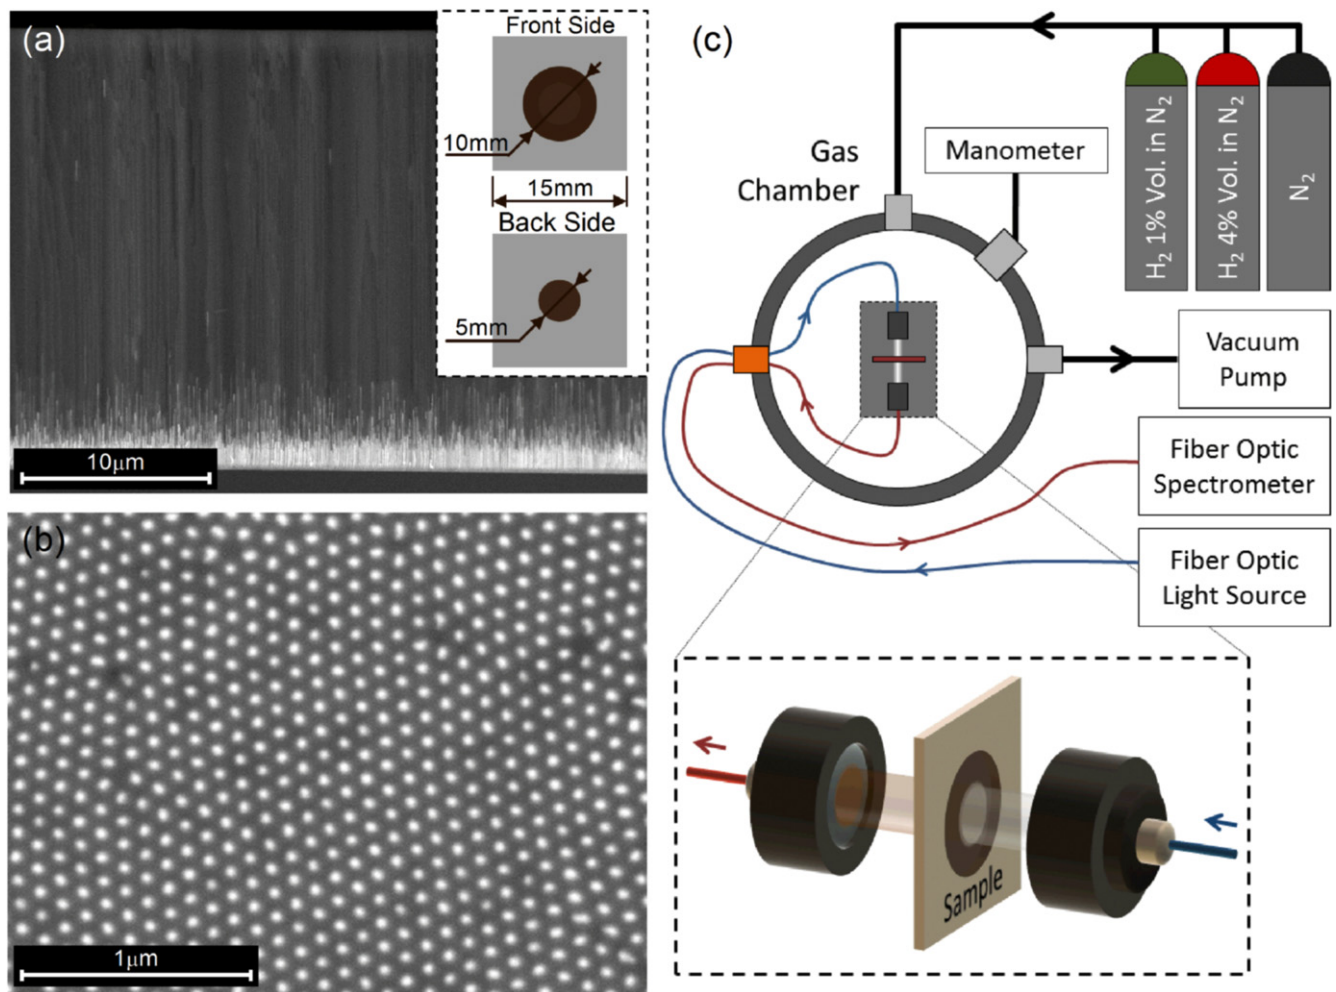 (a)
Front Side
10mm
15mm
Back Side
5mm
10μm
(b)
1μm
(c)
Gas
Chamber
Manometer
H₂ 1% Vol. in N₂
H₂ 4% Vol. in N₂
N₂
Vacuum
Pump
Fiber Optic
Spectrometer
Fiber Optic
Light Source
Sample